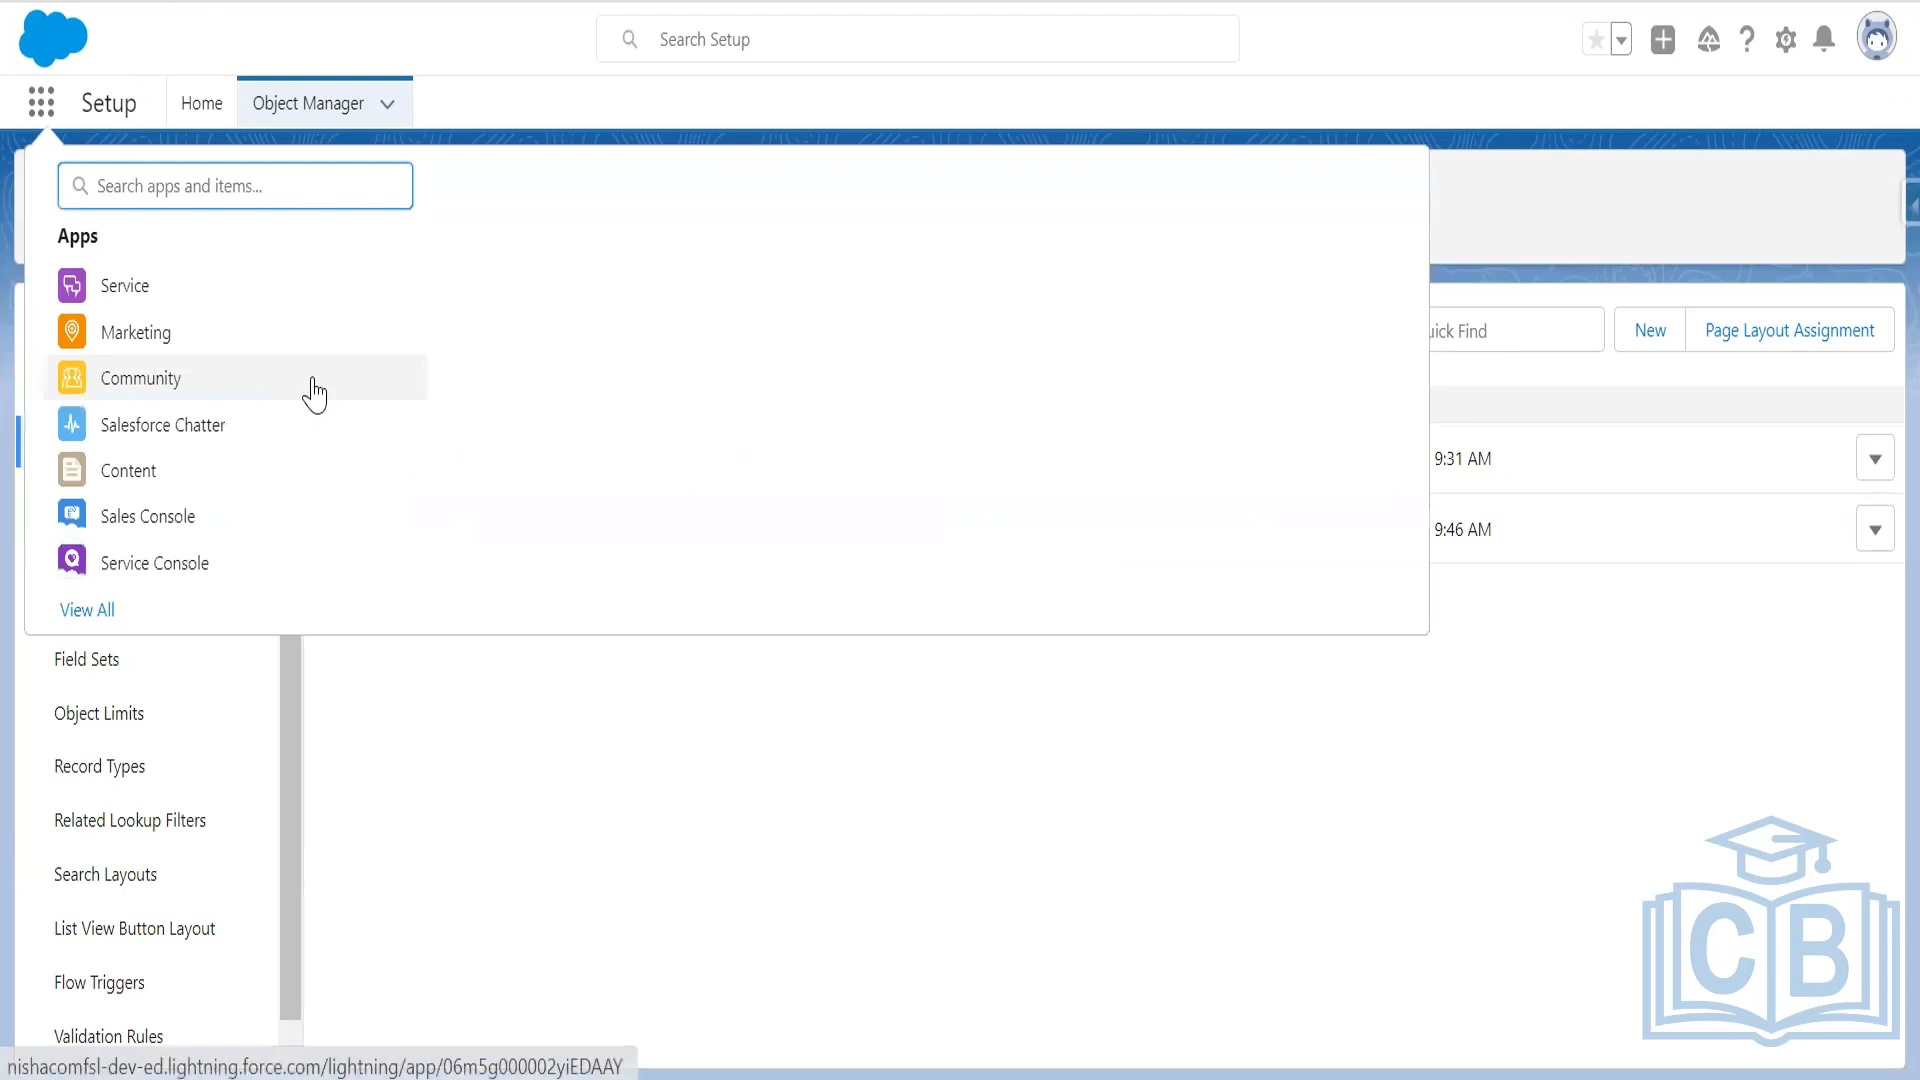 Search Setup
Setup
Home
Object Manager
Search apps and items...
Apps
Service
Marketing
Community
Salesforce Chatter
Content
Sales Console
Service Console
View All
uick Find
New
Page Layout Assignment
9:31 AM
9:46 AM
Field Sets
Object Limits
Record Types
Related Lookup Filters
Search Layouts
List View Button Layout
Flow Triggers
Validation Rules
CB
nishacomfsl-dev-ed.lightning.force.com/lightning/app/06m5g000002yiEDAAY